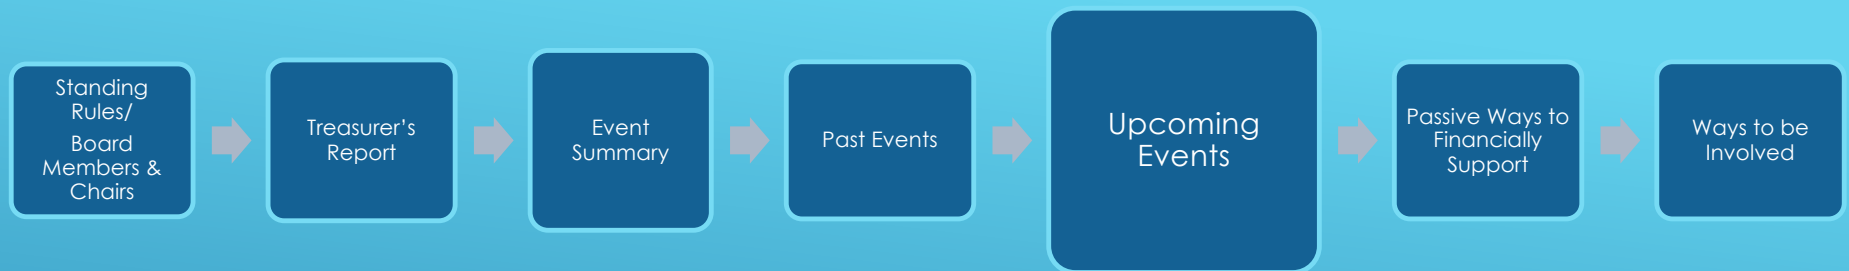 Standing
Rules/
Board
Members &
Chairs
Treasurer’s
Report
Event
Summary
Past Events
Upcoming
Events
Passive Ways to
Financially
Support
Ways to be
Involved